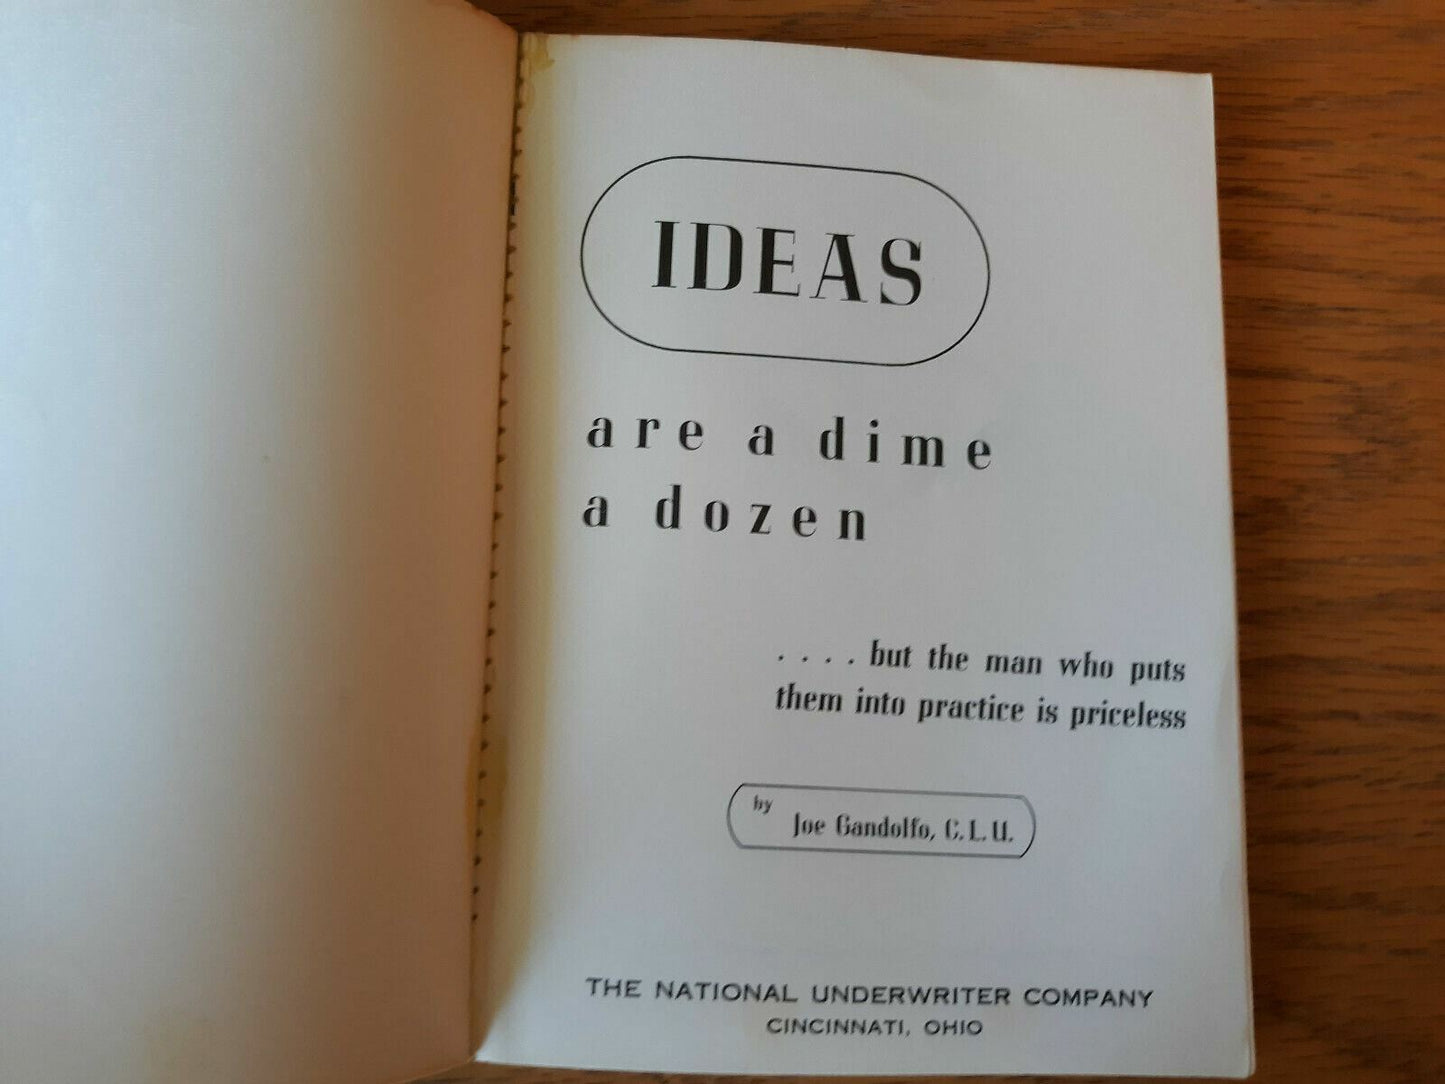 IDEAS
are a dime
a dozen
. . . . but the man who puts
them into practice is priceless
by
Joe Gandolfo, C. L. U.
THE NATIONAL UNDERWRITER COMPANY
CINCINNATI, OHIO